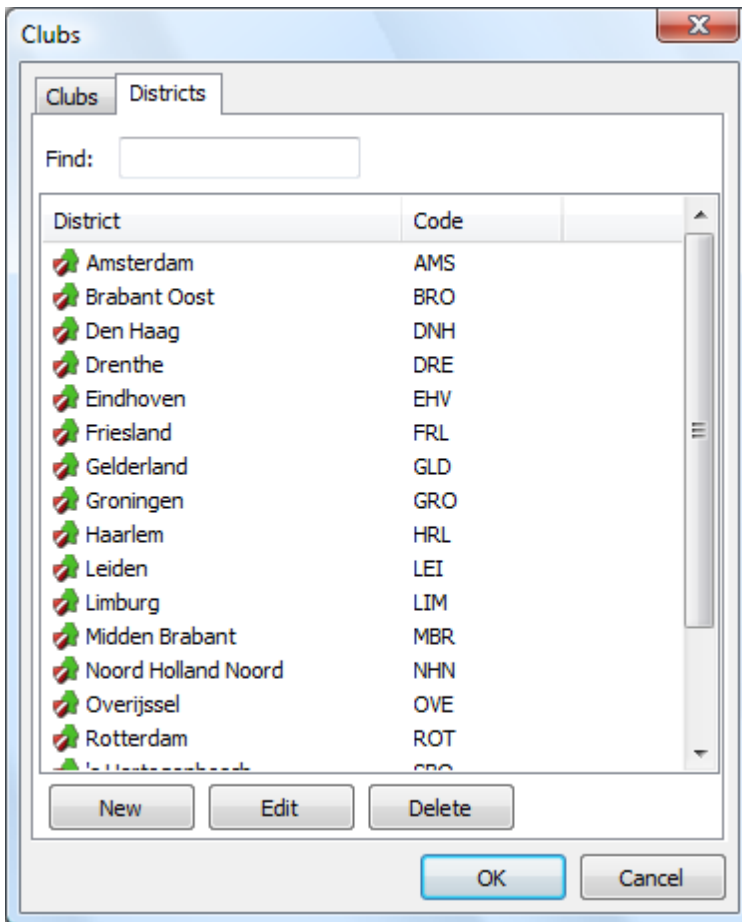 Clubs
Clubs Districts
Find:
District Code
Amsterdam AMS
Brabant Oost BRO
Den Haag DNH
Drenthe DRE
Eindhoven EHV
Friesland FRL
Gelderland GLD
Groningen GRO
Haarlem HRL
Leiden LEI
Limburg LIM
Midden Brabant MBR
Noord Holland Noord NHN
Overijssel OVE
Rotterdam ROT
New Edit Delete
OK Cancel